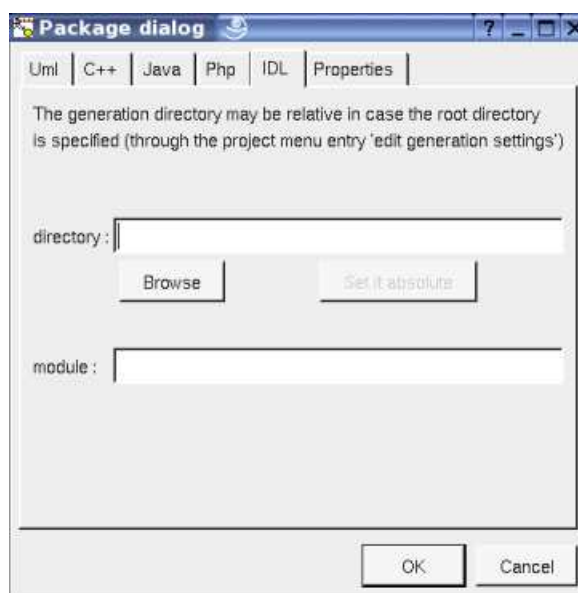 Package dialog
Uml C++ Java Php IDL Properties
The generation directory may be relative in case the root directory
is specified (through the project menu entry 'edit generation settings')
directory :
Browse Set it absolute
module :
OK Cancel